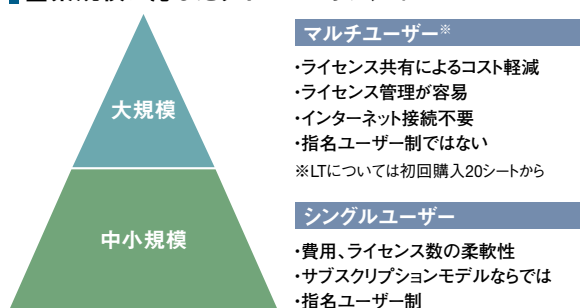 マルチユーザー※
・ライセンス共有によるコスト軽減
・ライセンス管理が容易
・インターネット接続不要
・指名ユーザー制ではない
※LTについては初回購入20シートから
大規模
シングルユーザー
・費用、ライセンス数の柔軟性
・サブスクリプションモデルならでは
・指名ユーザー制
中小規模